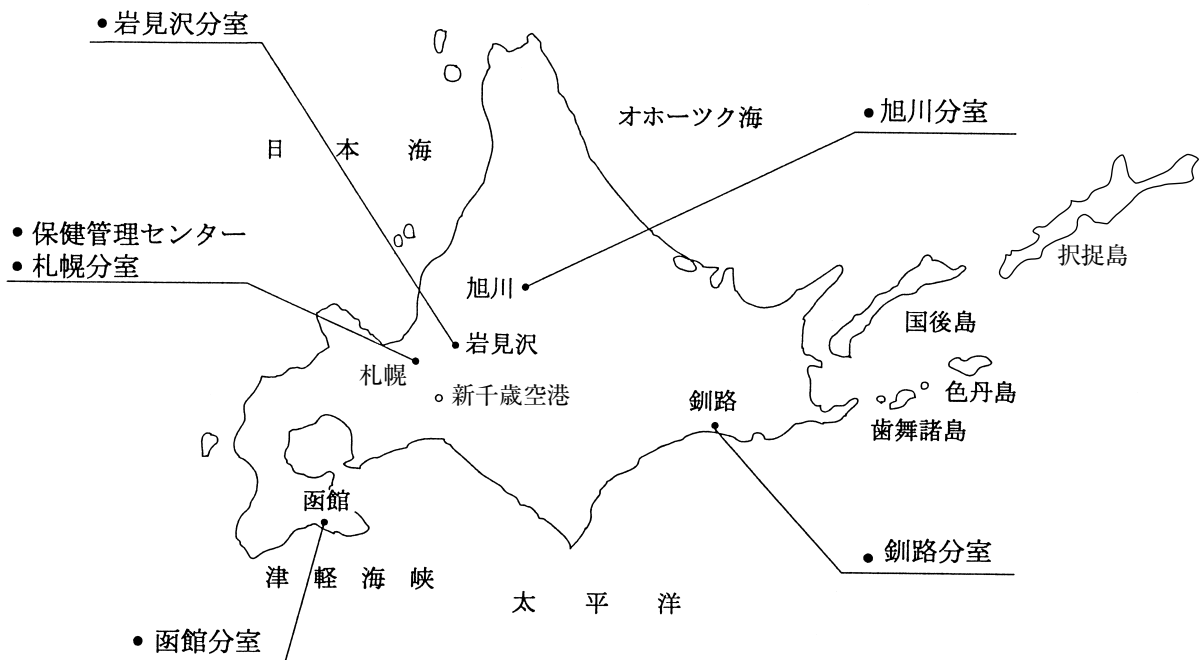 ● 岩見沢分室
オホーツク海
● 旭川分室
日本海
● 保健管理センター
● 札幌分室
択捉島
旭川
国後島
岩見沢
札幌
新千歳空港
色丹島
釧路
歯舞諸島
函館
● 釧路分室
津軽海峡
太平洋
● 函館分室